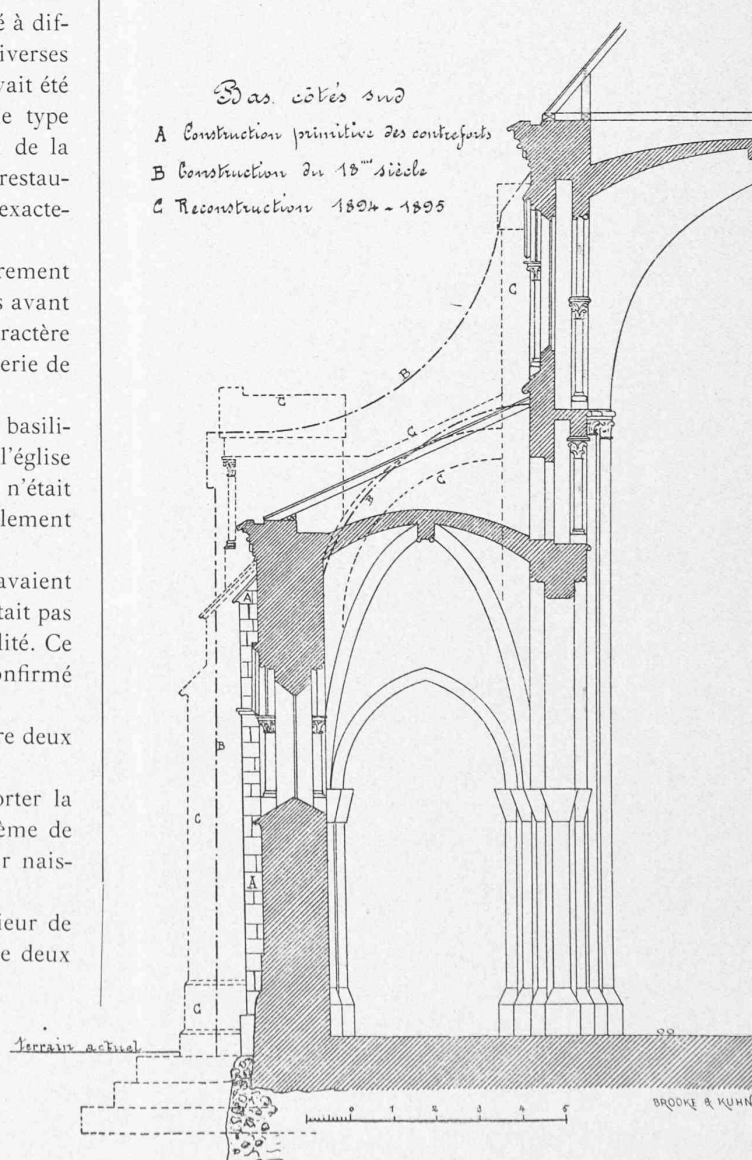 é à dif-
iverses
vait été
e type
de la
restau-
exacte-
rement
s avant
ractère
erie de
basili-
l'église
n'était
lement
avaient
tait pas
lité. Ce
onfirmé
re deux
orter la
ème de
r nais-
ieur de
e deux
Bas côtés sud
A Construction primitive des contreforts
B Construction du 18me siècle
C Reconstruction 1894-1895
C
B
C
C
B
C
A
B
C
A
C
terrain actuel
0 1 2 3 4 5
BROOKE & KUHN